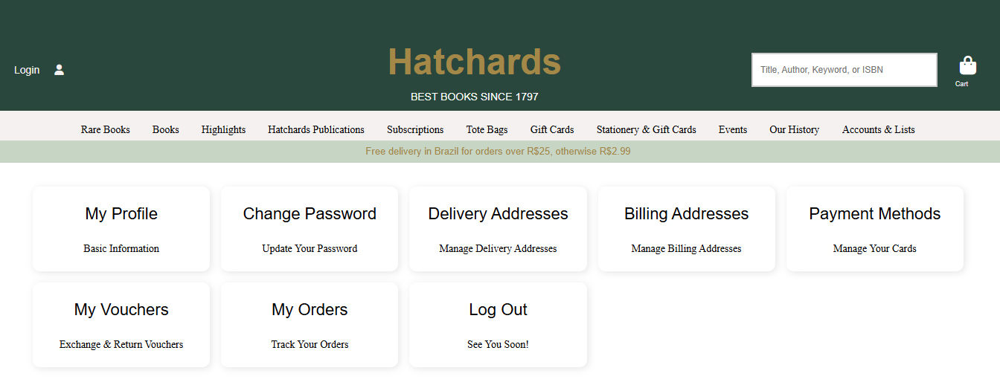 Login
Hatchards
BEST BOOKS SINCE 1797
Title, Author, Keyword, or ISBN
Cart
Rare Books Books Highlights Hatchards Publications Subscriptions Tote Bags Gift Cards Stationery & Gift Cards Events Our History Accounts & Lists
Free delivery in Brazil for orders over R$25, otherwise R$2.99
My Profile
Basic Information
Change Password
Update Your Password
Delivery Addresses
Manage Delivery Addresses
Billing Addresses
Manage Billing Addresses
Payment Methods
Manage Your Cards
My Vouchers
Exchange & Return Vouchers
My Orders
Track Your Orders
Log Out
See You Soon!